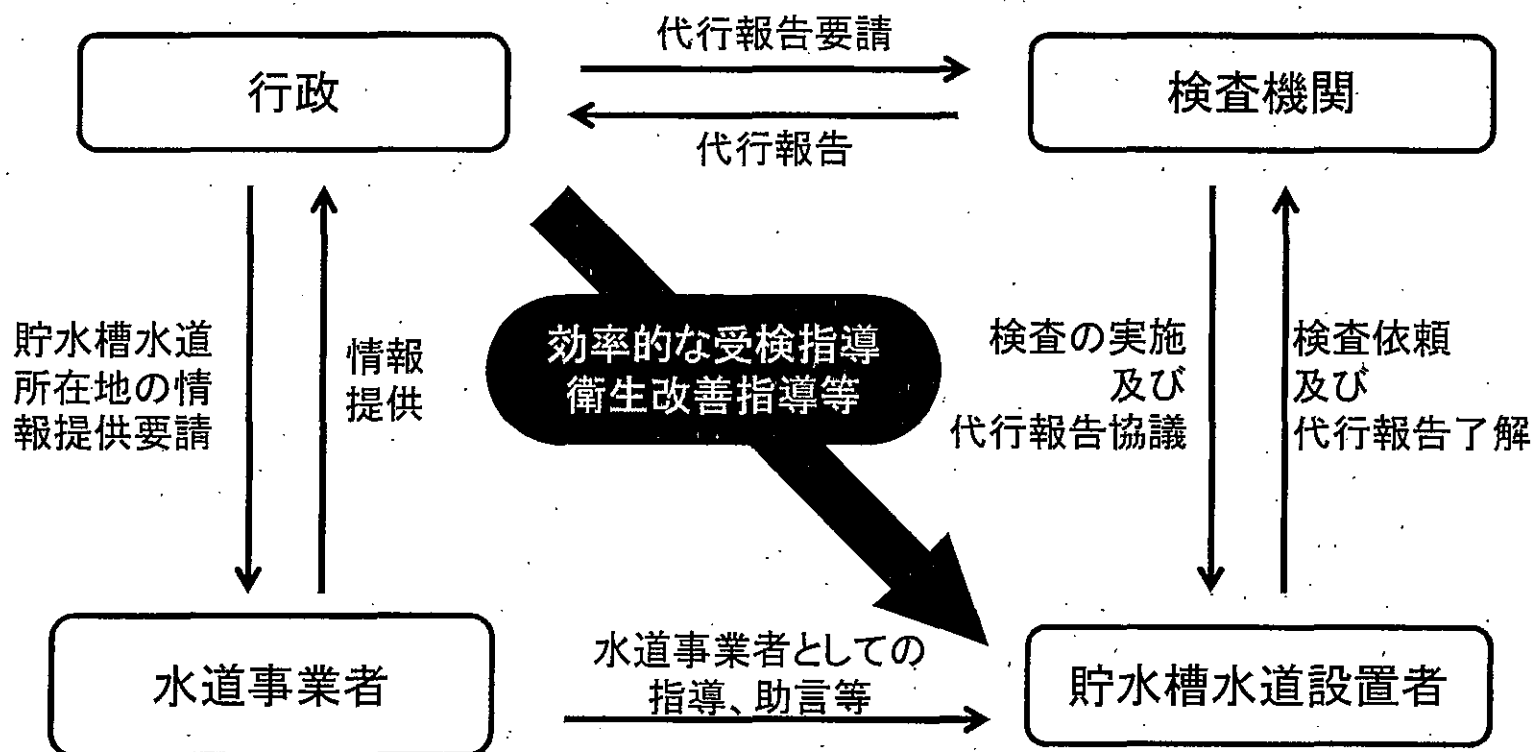 代行報告要請
行政
検査機関
代行報告
貯水槽水道
所在地の情
報提供要請
情報
提供
効率的な受検指導
衛生改善指導等
検査の実施
及び
代行報告協議
検査依頼
及び
代行報告了解
水道事業者
水道事業者としての
指導、助言等
貯水槽水道設置者